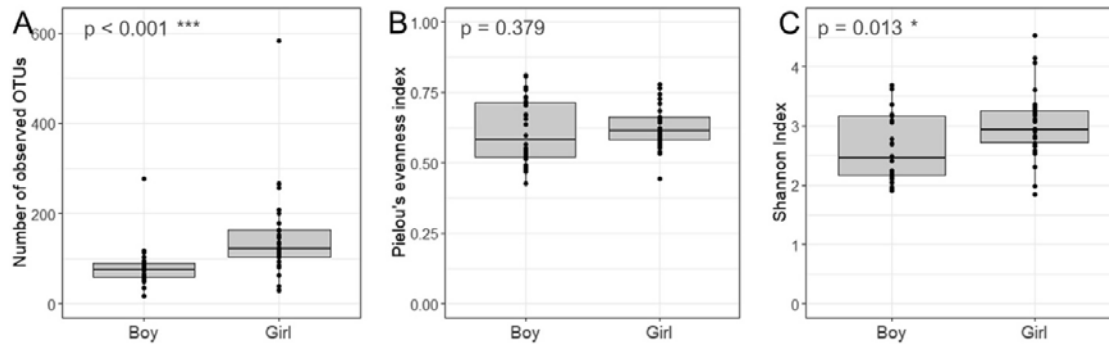 A
p < 0.001 ***
Number of observed OTUs
600
400
200
0
Boy
Girl
B
p = 0.379
Pielou's evenness index
1.00
0.75
0.50
0.25
0.00
Boy
Girl
C
p = 0.013 *
Shannon Index
4
3
2
1
0
Boy
Girl